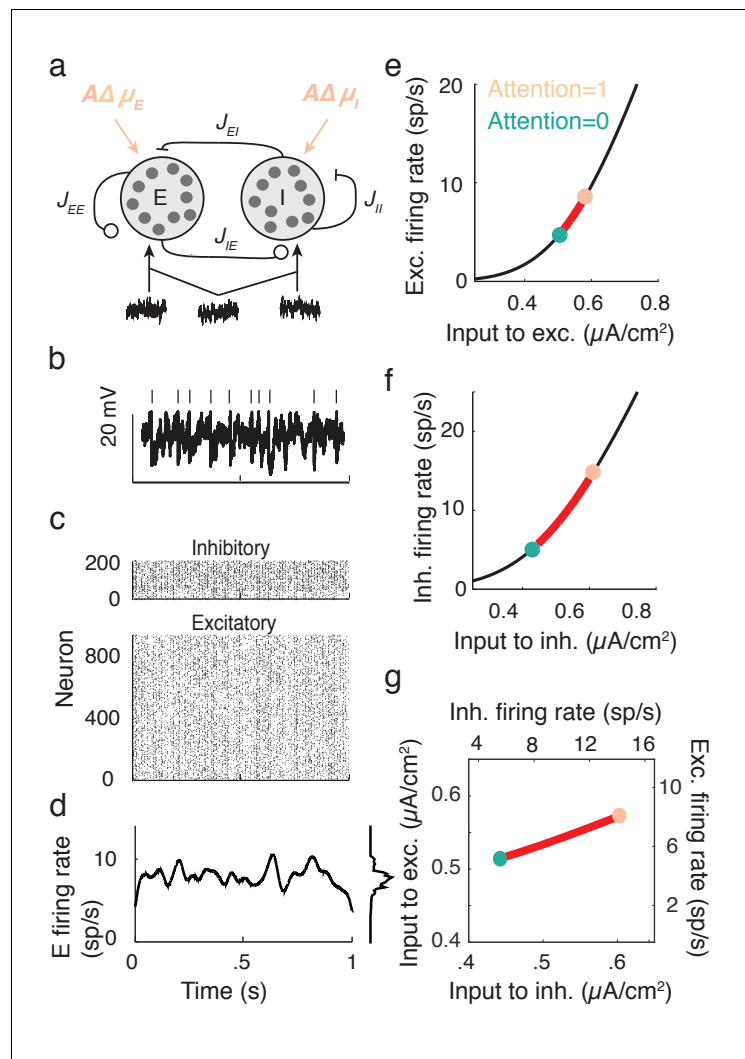 a
AΔ μE
AΔ μI
JEI
JEE
E
I
JII
JIE
b
20 mV
c
Inhibitory
200
0
Excitatory
800
400
0
Neuron
d
E firing rate
(sp/s)
10
0
0
.5
1
Time (s)
e
Exc. firing rate (sp/s)
20
10
0
Attention=1
Attention=0
0.4
0.6
0.8
Input to exc. (µA/cm²)
f
Inh. firing rate (sp/s)
20
10
0
0.4
0.6
0.8
Input to inh. (µA/cm²)
g
Inh. firing rate (sp/s)
4
8
12
16
Input to exc. (µA/cm²)
0.6
0.5
0.4
10
6
2
Exc. firing rate (sp/s)
.4
.5
.6
Input to inh. (µA/cm²)